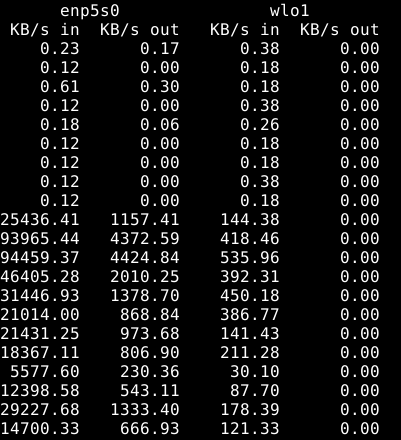 enp5s0 wlo1
KB/s in KB/s out KB/s in KB/s out
0.23 0.17 0.38 0.00
0.12 0.00 0.18 0.00
0.61 0.30 0.18 0.00
0.12 0.00 0.38 0.00
0.18 0.06 0.26 0.00
0.12 0.00 0.18 0.00
0.12 0.00 0.18 0.00
0.12 0.00 0.38 0.00
0.12 0.00 0.18 0.00
25436.41 1157.41 144.38 0.00
93965.44 4372.59 418.46 0.00
94459.37 4424.84 535.96 0.00
46405.28 2010.25 392.31 0.00
31446.93 1378.70 450.18 0.00
21014.00 868.84 386.77 0.00
21431.25 973.68 141.43 0.00
18367.11 806.90 211.28 0.00
5577.60 230.36 30.10 0.00
12398.58 543.11 87.70 0.00
29227.68 1333.40 178.39 0.00
14700.33 666.93 121.33 0.00